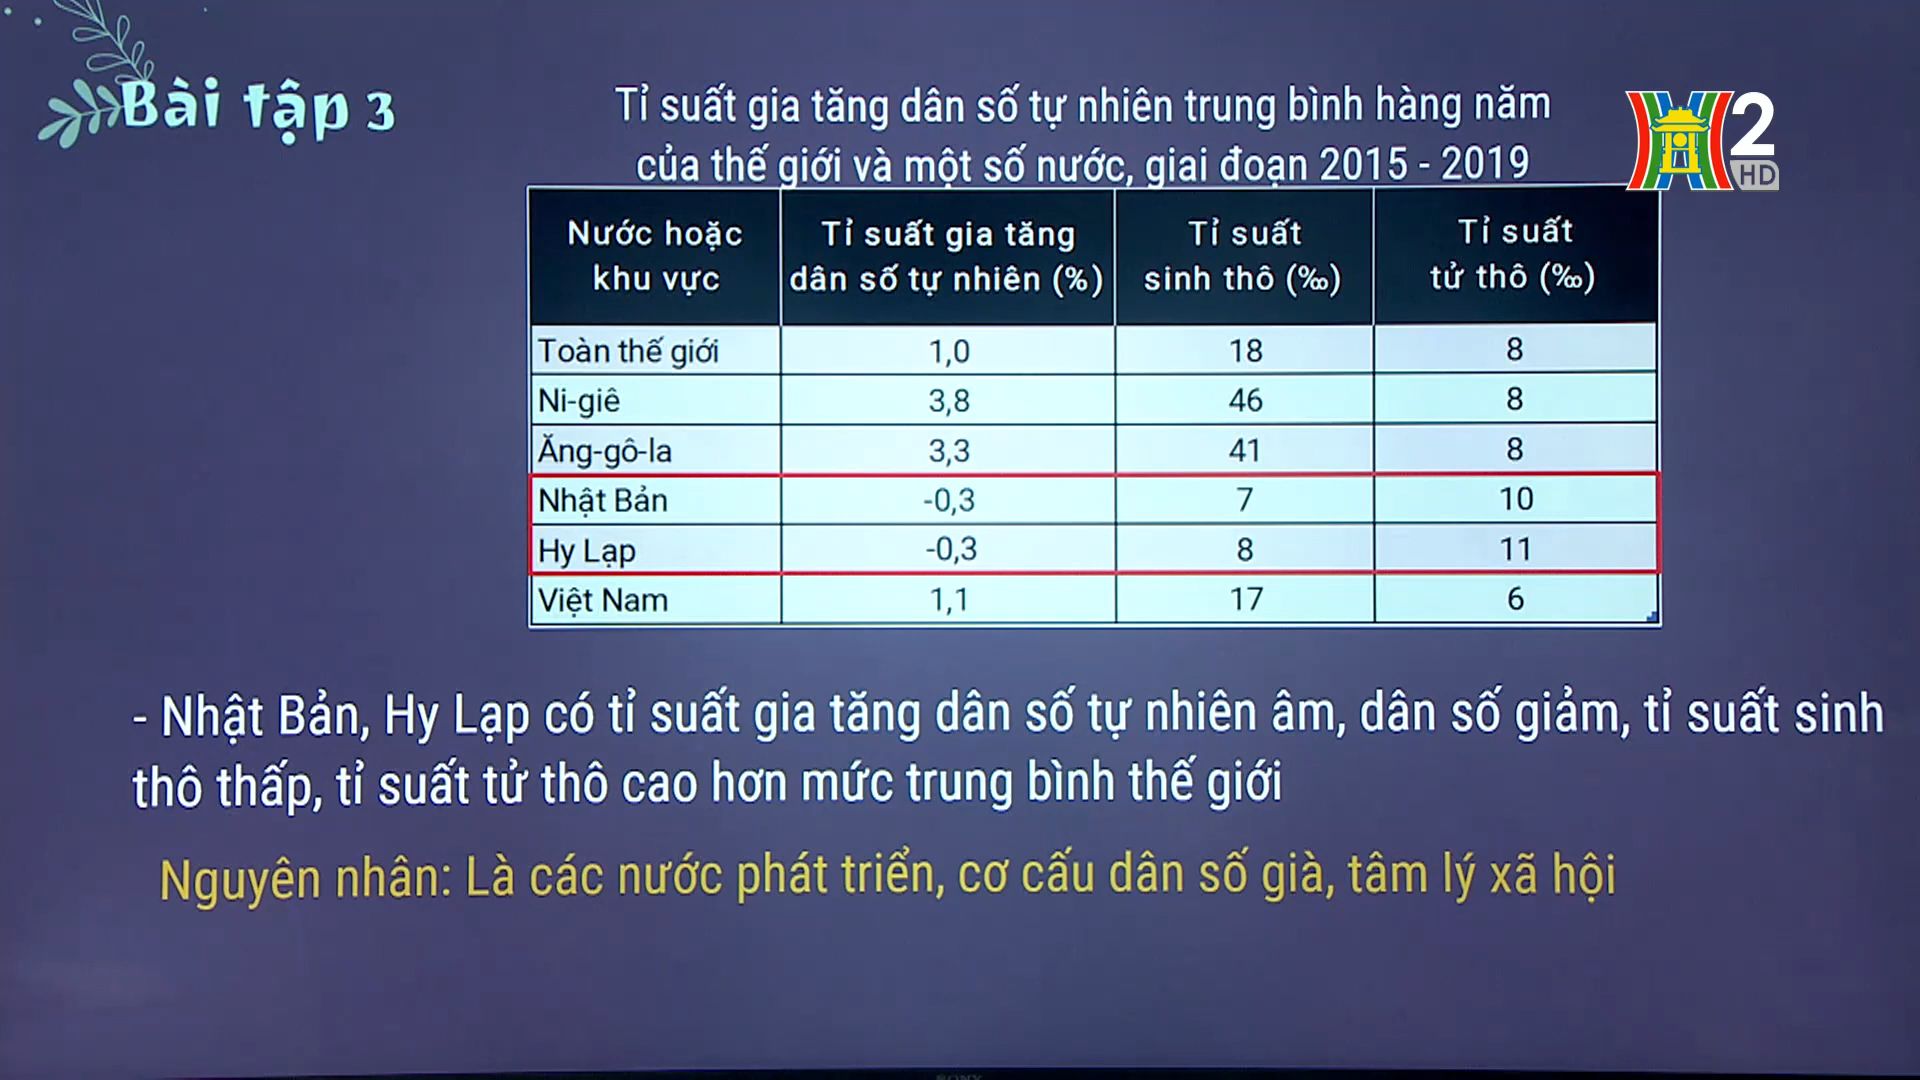 Bài tập 3
Tỉ suất gia tăng dân số tự nhiên trung bình hàng năm
của thế giới và một số nước, giai đoạn 2015 - 2019
2
HD
Nước hoặc khu vực | Tỉ suất gia tăng dân số tự nhiên (%) | Tỉ suất sinh thô (‰) | Tỉ suất tử thô (‰)
Toàn thế giới | 1,0 | 18 | 8
Ni-giê | 3,8 | 46 | 8
Ăng-gô-la | 3,3 | 41 | 8
Nhật Bản | -0,3 | 7 | 10
Hy Lạp | -0,3 | 8 | 11
Việt Nam | 1,1 | 17 | 6
- Nhật Bản, Hy Lạp có tỉ suất gia tăng dân số tự nhiên âm, dân số giảm, tỉ suất sinh
thô thấp, tỉ suất tử thô cao hơn mức trung bình thế giới
Nguyên nhân: Là các nước phát triển, cơ cấu dân số già, tâm lý xã hội
SONY